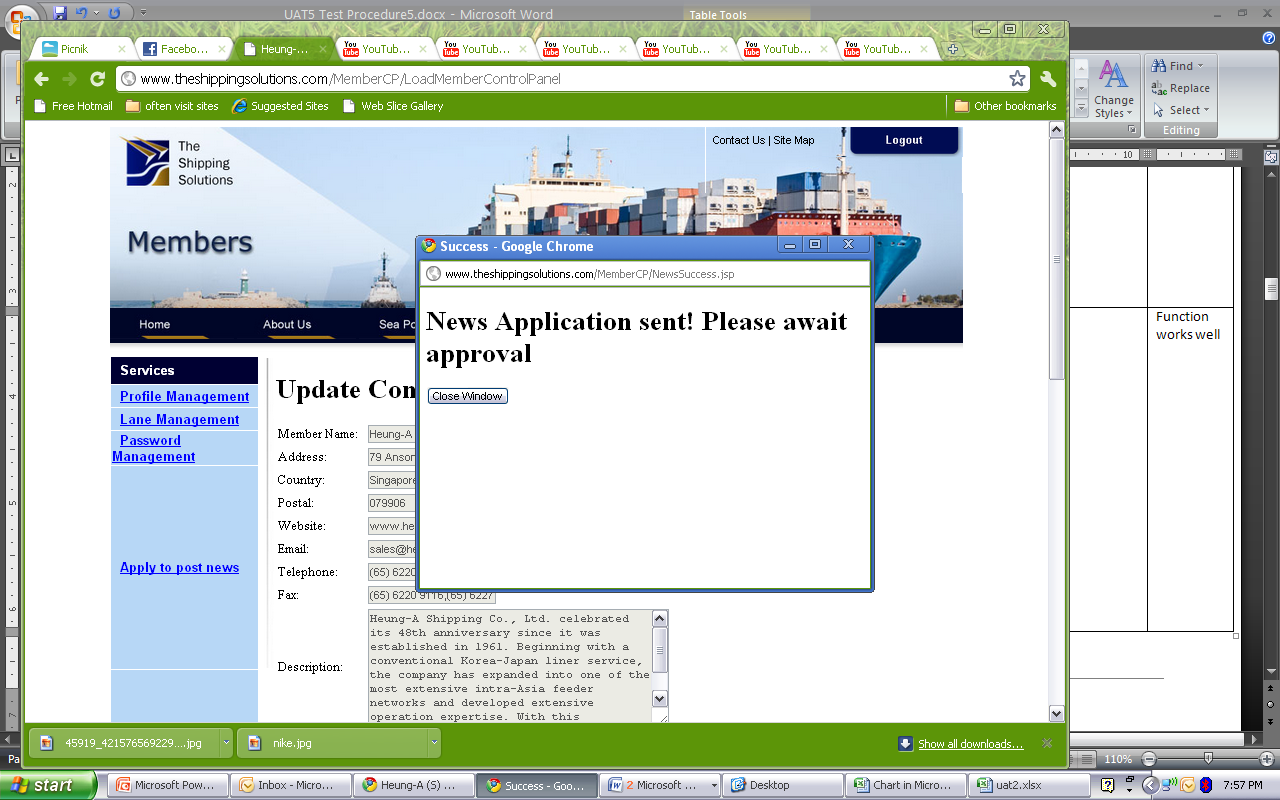 UAT5 Test Procedure5.docx - Microsoft Word
Table Tools
Picnik
Facebo...
Heung-...
YouTub...
YouTub...
YouTub...
YouTub...
YouTub...
YouTub...
www.theshippingsolutions.com/MemberCP/LoadMemberControlPanel
Free Hotmail
often visit sites
Suggested Sites
Web Slice Gallery
Other bookmarks
Change
Styles
Find
Replace
Select
Editing
The
Shipping
Solutions
Members
Contact Us | Site Map
Logout
Home
About Us
Sea Po
Success - Google Chrome
www.theshippingsolutions.com/MemberCP/NewsSuccess.jsp
News Application sent! Please await
approval
Close Window
Services
Profile Management
Lane Management
Password
Management
Apply to post news
Update Con
Member Name: Heung-A
Address: 79 Anson
Country: Singapore
Postal: 079906
Website: www.he
Email: sales@he
Telephone: (65) 6220
Fax: (65) 6220 9116,(65) 6227
Description:
Heung-A Shipping Co., Ltd. celebrated
its 48th anniversary since it was
established in 1961. Beginning with a
conventional Korea-Japan liner service,
the company has expanded into one of the
most extensive intra-Asia feeder
networks and developed extensive
operation expertise. With this
Function
works well
45919_421576569229....jpg
nike.jpg
Show all downloads...
Pa
110%
start
Microsoft Pow...
Inbox - Micro...
Heung-A (S) ...
Success - Goo...
2 Microsoft ...
Desktop
Chart in Micro...
uat2.xlsx
7:57 PM